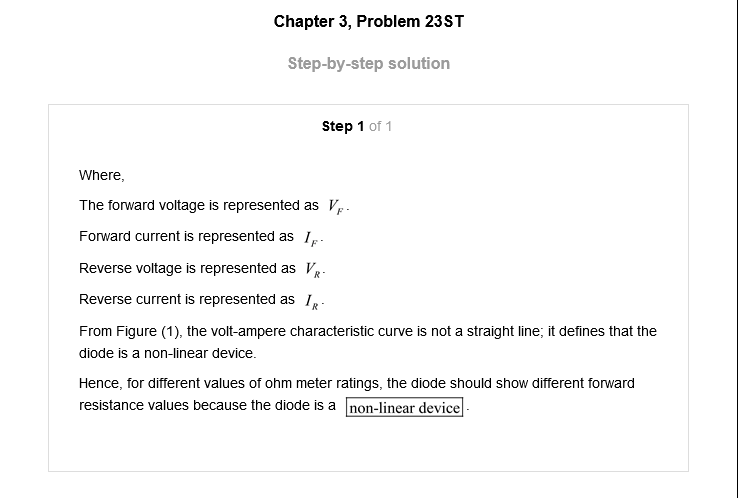 Chapter 3, Problem 23ST
Step-by-step solution
Step 1 of 1
Where,
The forward voltage is represented as V_F.
Forward current is represented as I_F.
Reverse voltage is represented as V_R.
Reverse current is represented as I_R.
From Figure (1), the volt-ampere characteristic curve is not a straight line; it defines that the
diode is a non-linear device.
Hence, for different values of ohm meter ratings, the diode should show different forward
resistance values because the diode is a non-linear device.